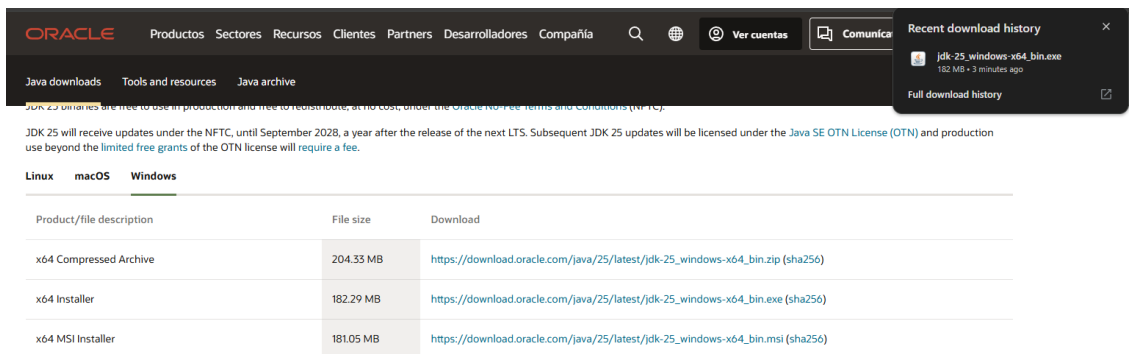 ORACLE Productos Sectores Recursos Clientes Partners Desarrolladores Compañía Ver cuentas Comunícat
Recent download history
jdk-25_windows-x64_bin.exe
182 MB • 3 minutes ago
Full download history
Java downloads Tools and resources Java archive
JDK 25 binaries are free to use in production and free to redistribute, at no cost, under the Oracle No-Fee Terms and Conditions (NFTC).
JDK 25 will receive updates under the NFTC, until September 2028, a year after the release of the next LTS. Subsequent JDK 25 updates will be licensed under the Java SE OTN License (OTN) and production
use beyond the limited free grants of the OTN license will require a fee.
Linux macOS Windows
Product/file description File size Download
x64 Compressed Archive 204.33 MB https://download.oracle.com/java/25/latest/jdk-25_windows-x64_bin.zip (sha256)
x64 Installer 182.29 MB https://download.oracle.com/java/25/latest/jdk-25_windows-x64_bin.exe (sha256)
x64 MSI Installer 181.05 MB https://download.oracle.com/java/25/latest/jdk-25_windows-x64_bin.msi (sha256)